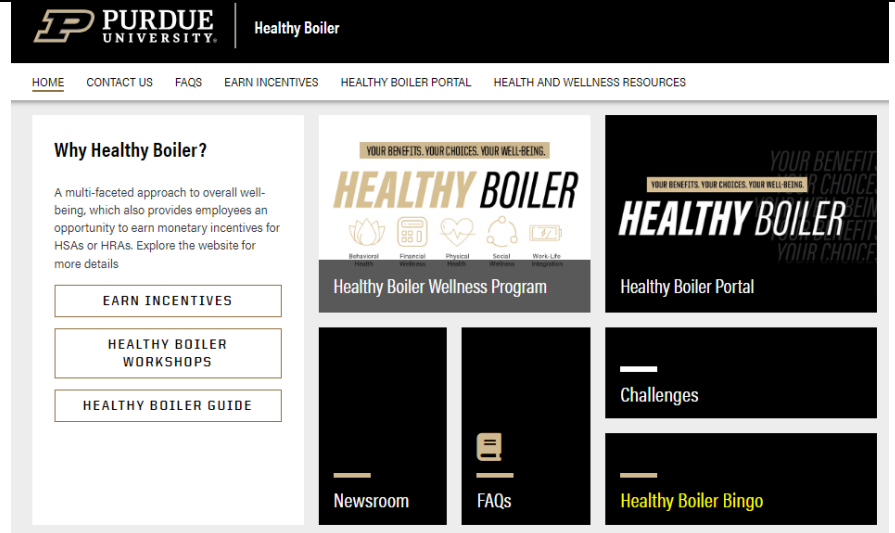 PURDUE
UNIVERSITY®
Healthy Boiler
HOME CONTACT US FAQS EARN INCENTIVES HEALTHY BOILER PORTAL HEALTH AND WELLNESS RESOURCES
Why Healthy Boiler?
A multi-faceted approach to overall well-
being, which also provides employees an
opportunity to earn monetary incentives for
HSAs or HRAs. Explore the website for
more details
EARN INCENTIVES
HEALTHY BOILER
WORKSHOPS
HEALTHY BOILER GUIDE
YOUR BENEFITS. YOUR CHOICES. YOUR WELL-BEING.
HEALTHY BOILER
Behavioral Health
Financial Wellness
Physical Health
Social Wellness
Work-Life Integration
Healthy Boiler Wellness Program
YOUR BENEFIT
YOUR BENEFITS. YOUR CHOICES. YOUR WELL-BEING.
HEALTHY BOILER
YOUR CHOICE
Healthy Boiler Portal
Newsroom
FAQs
Challenges
Healthy Boiler Bingo